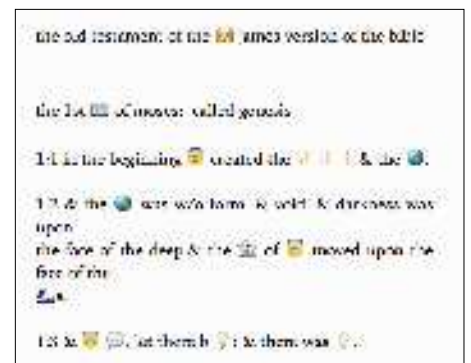 the old testament of the 🤴 james version of the bible
the 1st 📖 of moses: called genesis
1:1 in the beginning 😇 created the & the 🌏.
1:2 & the 🌏 was w/o form & void & darkness was
upon
the face of the deep & the of 😇 moved upon the
face of the
1:3 & 😇 💬, let there b 💡: & there was 💡.